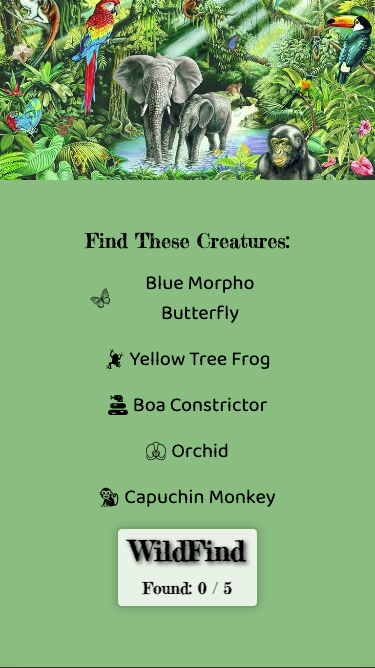 Find These Creatures:
Blue Morpho
Butterfly
Yellow Tree Frog
Boa Constrictor
Orchid
Capuchin Monkey
WildFind
Found: 0 / 5